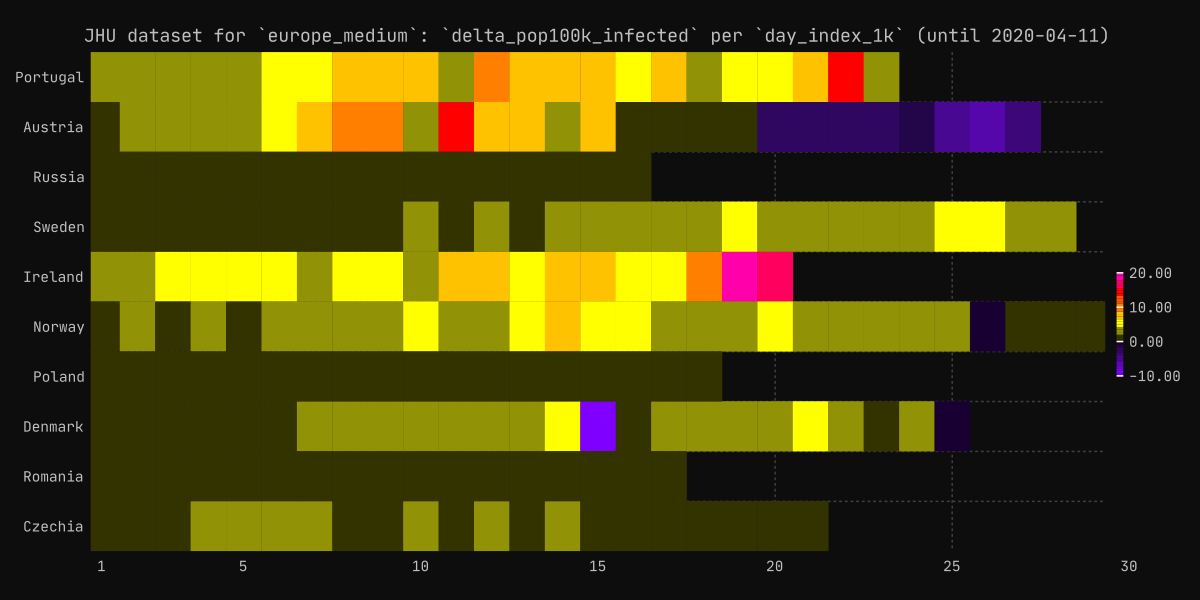 JHU dataset for `europe_medium`: `delta_pop100k_infected` per `day_index_1k` (until 2020-04-11)
Portugal
Austria
Russia
Sweden
Ireland
Norway
Poland
Denmark
Romania
Czechia
20.00
10.00
0.00
-10.00
1 5 10 15 20 25 30